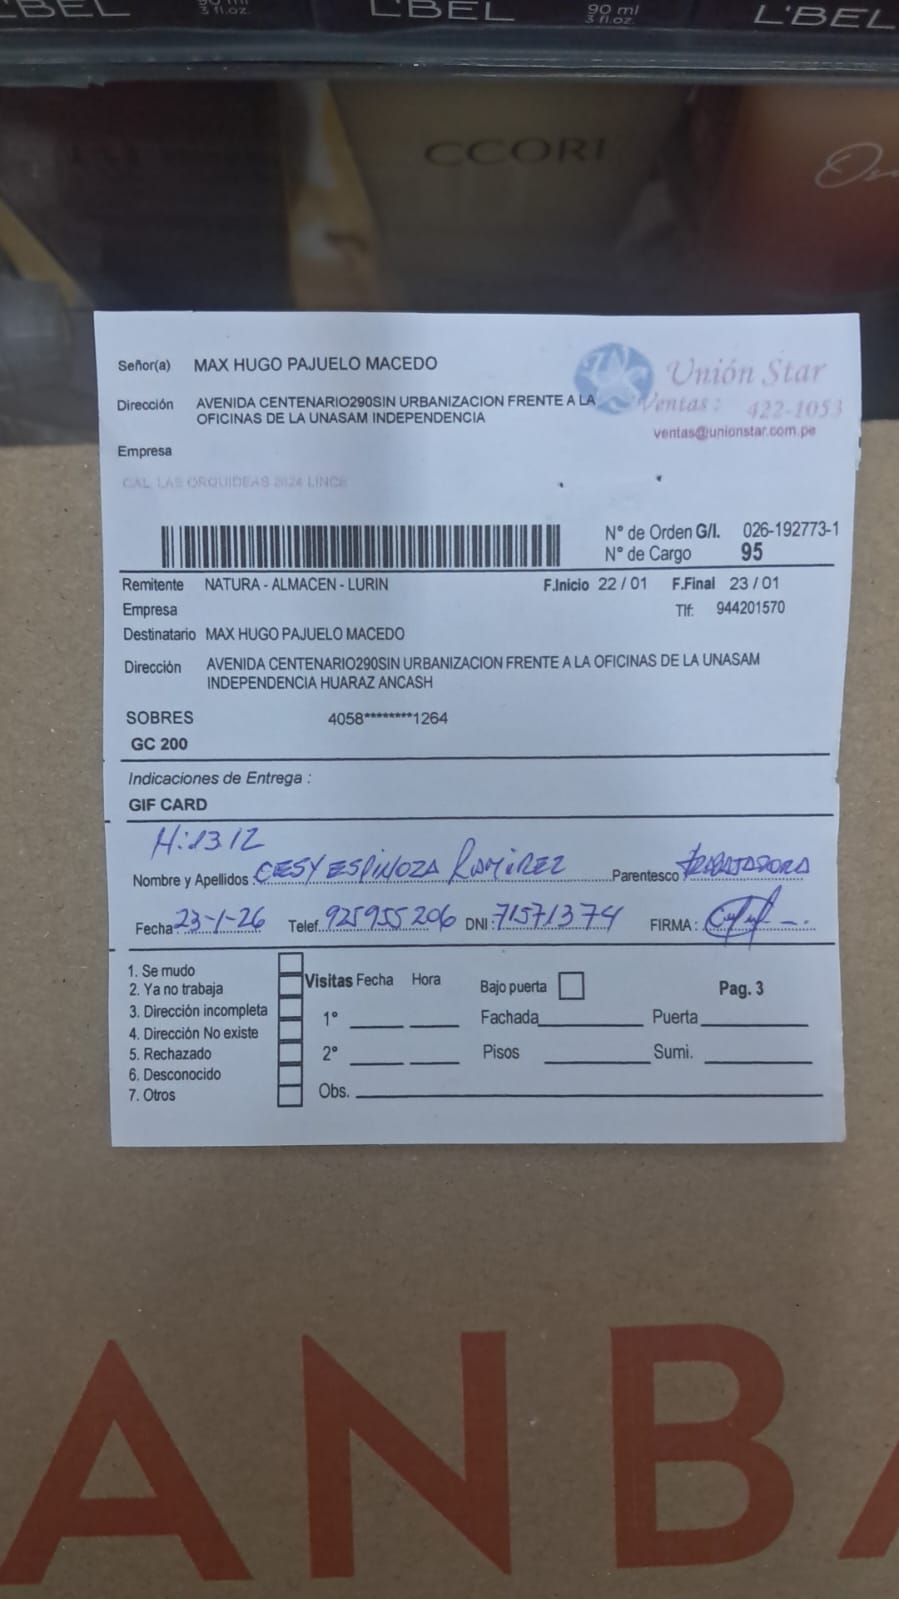 L'BEL
3 fl.oz.
L'BEL
90 ml
3 fl.oz.
L'BEL
CCORI
Señor(a) MAX HUGO PAJUELO MACEDO
Dirección AVENIDA CENTENARIO290SIN URBANIZACION FRENTE A LA
OFICINAS DE LA UNASAM INDEPENDENCIA
Unión Star
Ventas: 422-1053
ventas@unionstar.com.pe
Empresa
CAL. LAS ORQUIDEAS 2624 LINCE
N° de Orden G/I. 026-192773-1
N° de Cargo 95
Remitente NATURA - ALMACEN - LURIN F.Inicio 22 / 01 F.Final 23 / 01
Empresa Tlf: 944201570
Destinatario MAX HUGO PAJUELO MACEDO
Dirección AVENIDA CENTENARIO290SIN URBANIZACION FRENTE A LA OFICINAS DE LA UNASAM
INDEPENDENCIA HUARAZ ANCASH
SOBRES 4058********1264
GC 200
Indicaciones de Entrega :
GIF CARD
H:1312
Nombre y Apellidos CESY ESPINOZA RAMIREZ Parentesco TRABAJADORA
Fecha 23-1-26 Telef. 925955206 DNI: 71571374 FIRMA:
1. Se mudo
2. Ya no trabaja
3. Dirección incompleta
4. Dirección No existe
5. Rechazado
6. Desconocido
7. Otros
Visitas Fecha Hora Bajo puerta Pag. 3
1° Fachada Puerta
2° Pisos Sumi.
Obs.
ANB